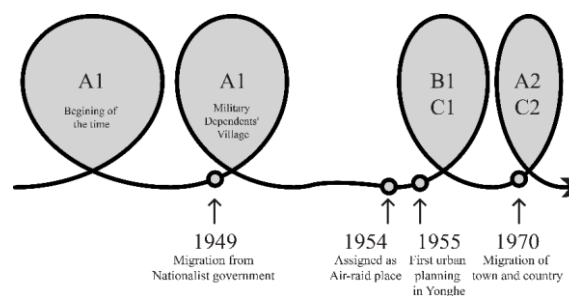 A1
Begining of
the time
A1
Military
Dependents'
Village
B1
C1
A2
C2
1949
Migration from
Nationalist government
1954
Assigned as
Air-raid place
1955
First urban
planning
in Yonghe
1970
Migration of
town and country